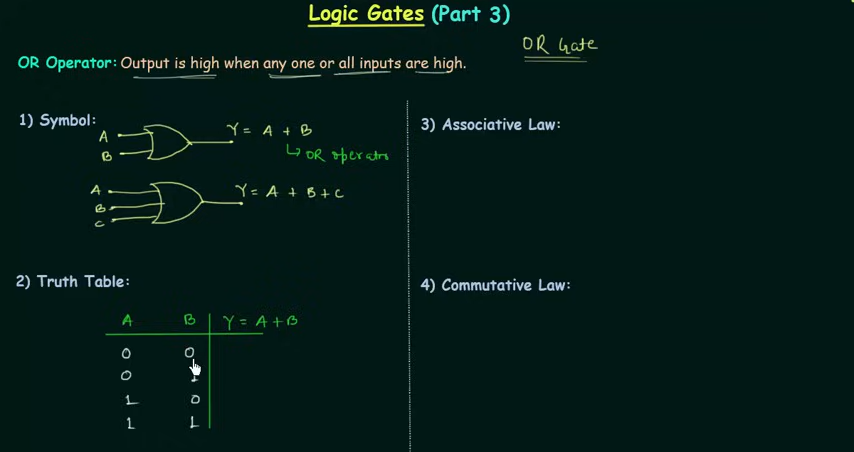 Logic Gates (Part 3)
OR Gate
OR Operator: Output is high when any one or all inputs are high.
1) Symbol:
A
B
Y = A + B
↳ OR operator
A
B
C
Y = A + B + C
2) Truth Table:
A B Y = A + B
0 0
0 1
1 0
1 1
3) Associative Law:
4) Commutative Law: